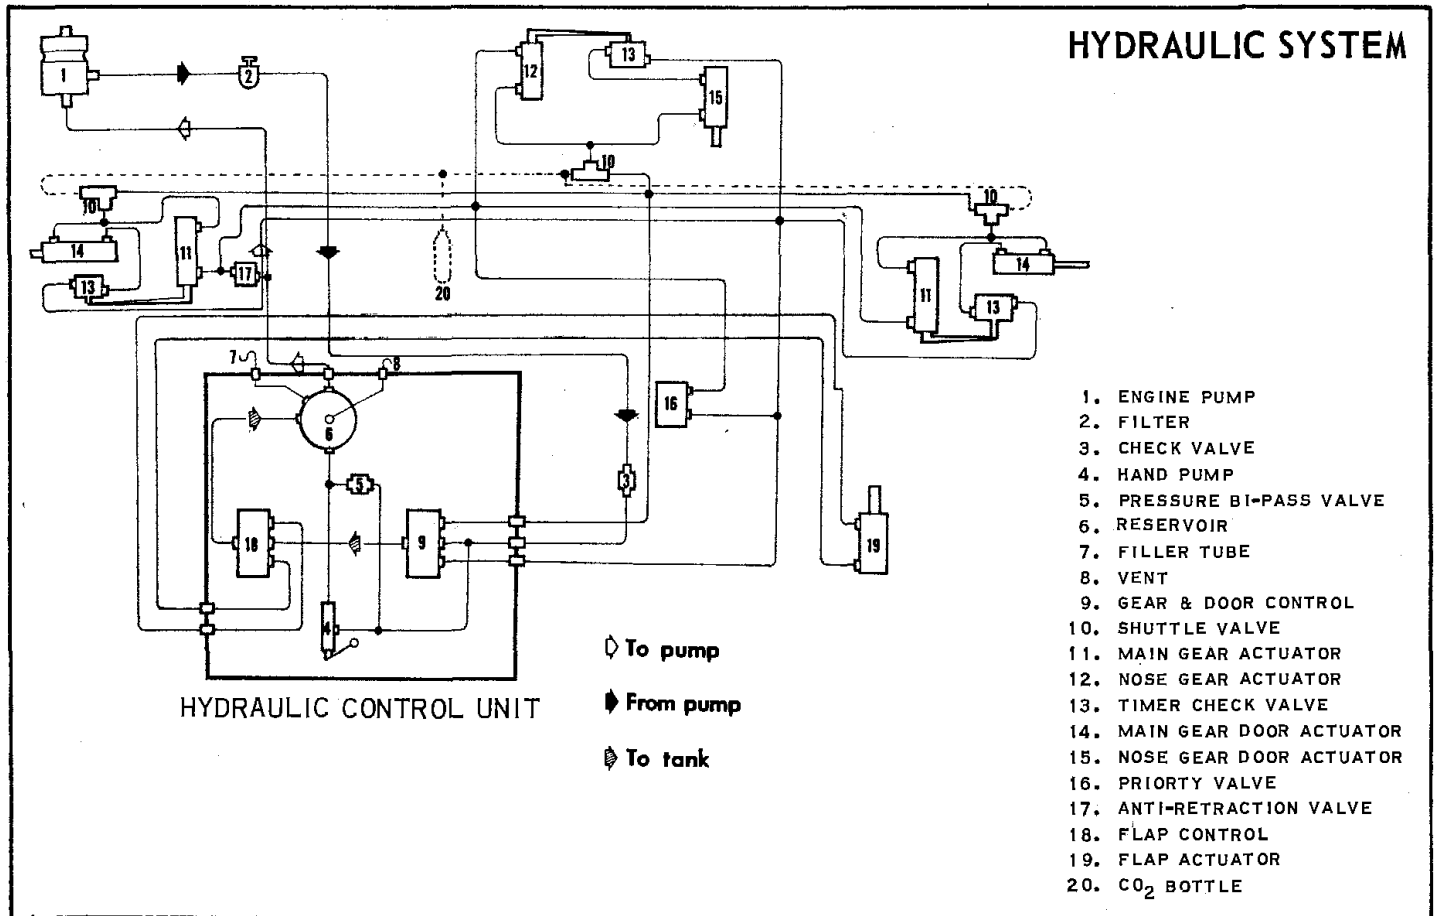 HYDRAULIC SYSTEM
1
2
12
13
15
10
10
10
14
11
17
13
20
14
11
13
7
8
16
6
3
5
18
9
19
4
HYDRAULIC CONTROL UNIT
To pump
From pump
To tank
1. ENGINE PUMP
2. FILTER
3. CHECK VALVE
4. HAND PUMP
5. PRESSURE BI-PASS VALVE
6. RESERVOIR
7. FILLER TUBE
8. VENT
9. GEAR & DOOR CONTROL
10. SHUTTLE VALVE
11. MAIN GEAR ACTUATOR
12. NOSE GEAR ACTUATOR
13. TIMER CHECK VALVE
14. MAIN GEAR DOOR ACTUATOR
15. NOSE GEAR DOOR ACTUATOR
16. PRIORTY VALVE
17. ANTI-RETRACTION VALVE
18. FLAP CONTROL
19. FLAP ACTUATOR
20. CO2 BOTTLE